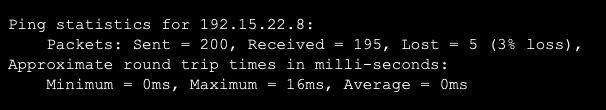 Ping statistics for 192.15.22.8:
Packets: Sent = 200, Received = 195, Lost = 5 (3% loss),
Approximate round trip times in milli-seconds:
Minimum = 0ms, Maximum = 16ms, Average = 0ms